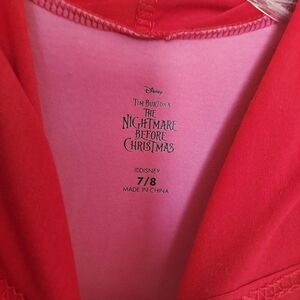 Disney
TIM BURTON'S
THE
NIGHTMARE
BEFORE
CHRISTMAS
©DISNEY
7/8
MADE IN CHINA